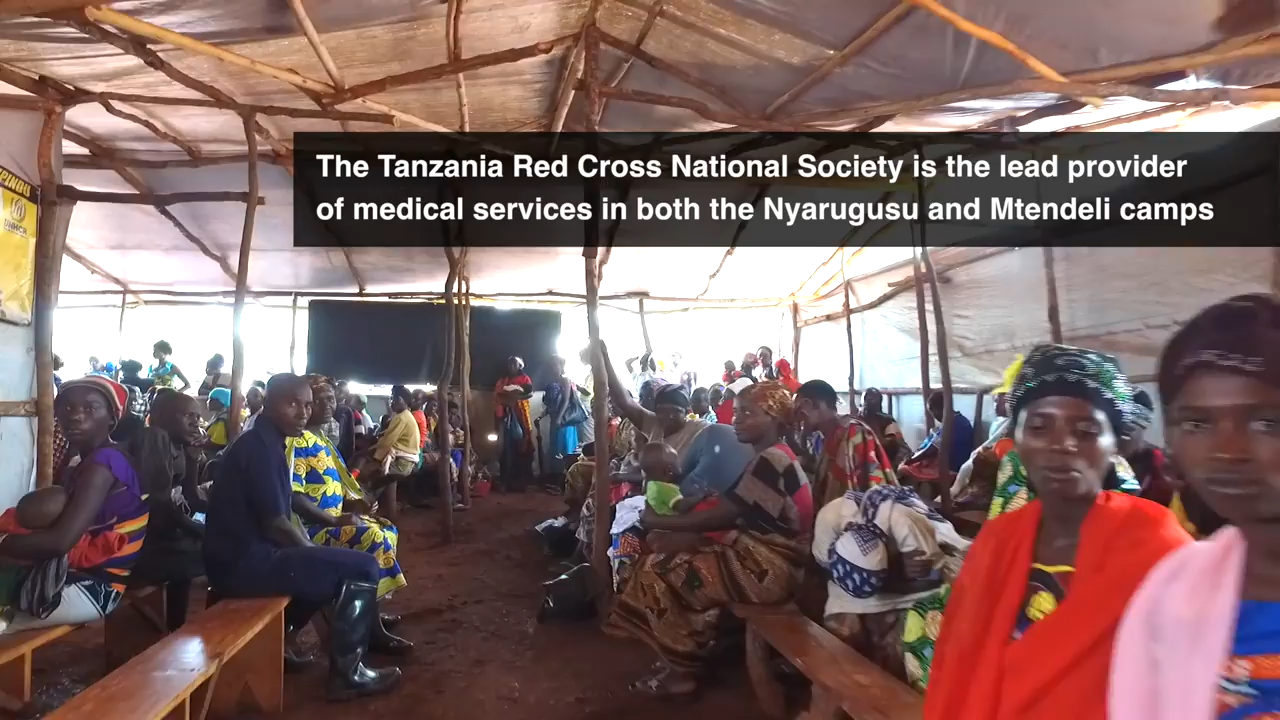 The Tanzania Red Cross National Society is the lead provider
of medical services in both the Nyarugusu and Mtendeli camps
UNHCR